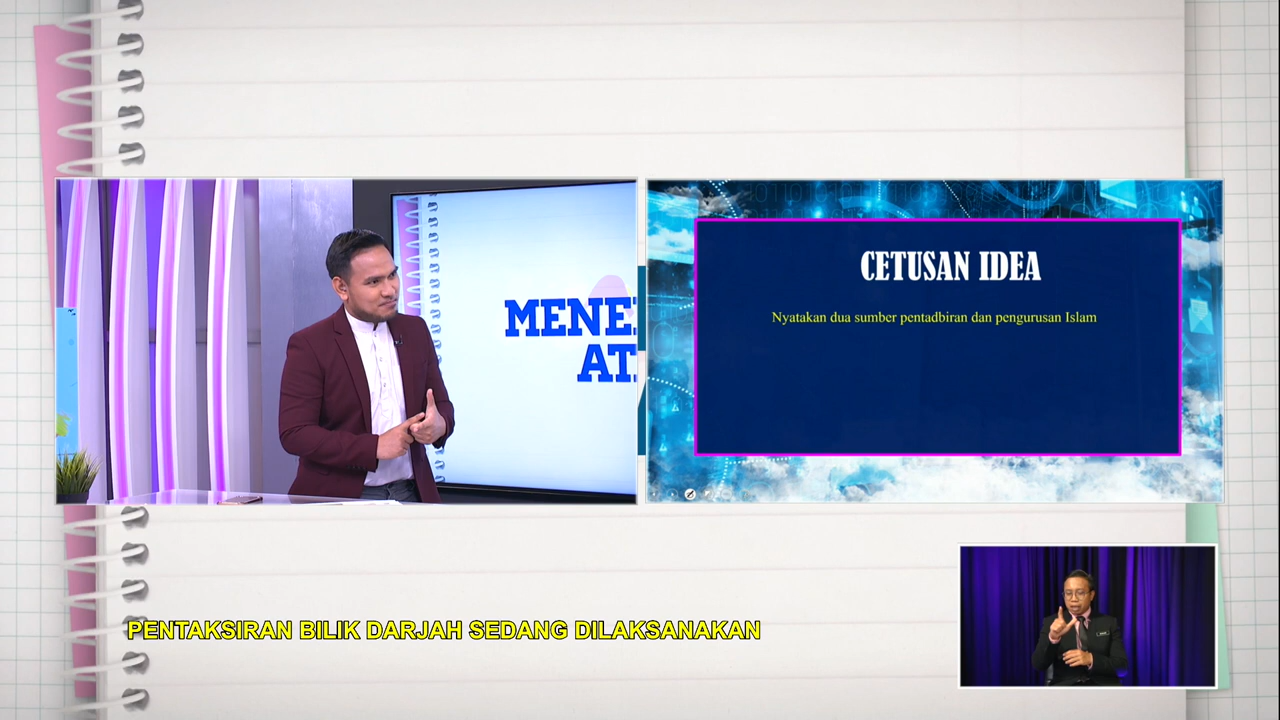 MENE
AT
CETUSAN IDEA
Nyatakan dua sumber pentadbiran dan pengurusan Islam
PENTAKSIRAN BILIK DARJAH SEDANG DILAKSANAKAN